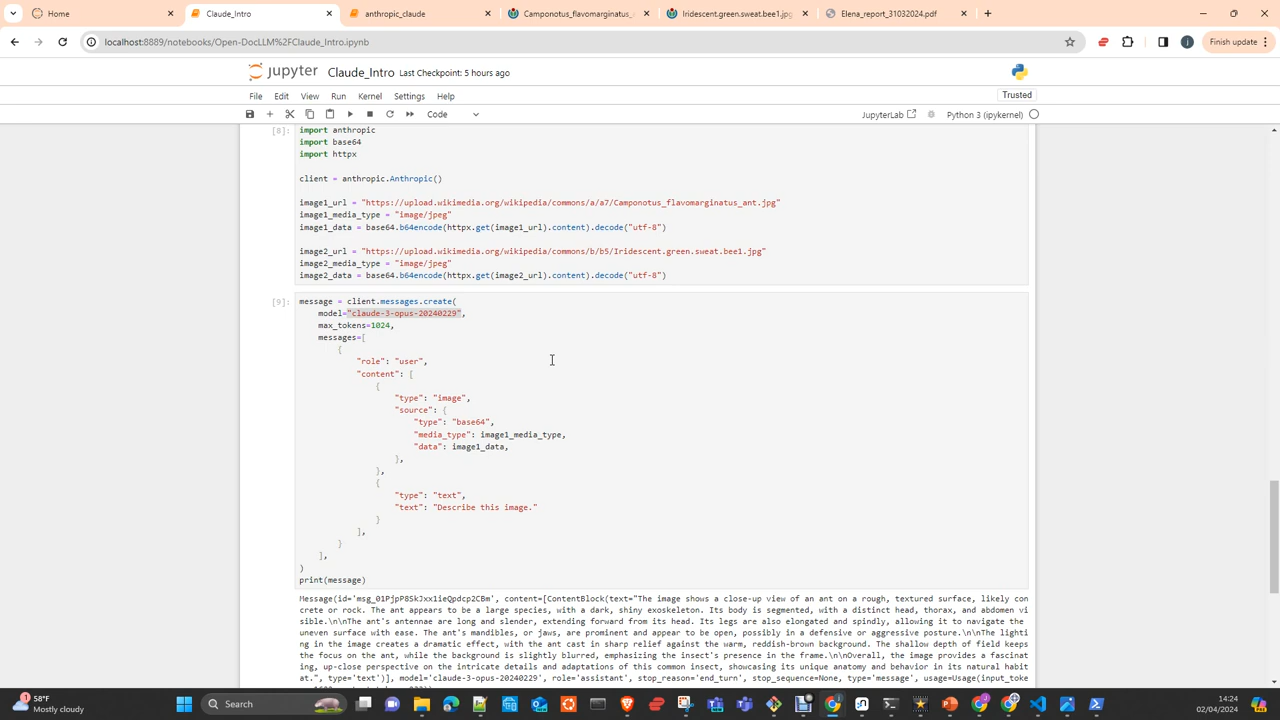 Home
Claude_Intro
anthropic_claude
Camponotus_flavomarginatus_
Iridescent.green.sweat.bee1.jpg
Elena_report_31032024.pdf
localhost:8889/notebooks/Open-DocLLM%2FClaude_Intro.ipynb
Finish update
jupyter Claude_Intro Last Checkpoint: 5 hours ago
File Edit View Run Kernel Settings Help
Trusted
Code
JupyterLab
Python 3 (ipykernel)
[8]:
import anthropic
import base64
import httpx
client = anthropic.Anthropic()
image1_url = "https://upload.wikimedia.org/wikipedia/commons/a/a7/Camponotus_flavomarginatus_ant.jpg"
image1_media_type = "image/jpeg"
image1_data = base64.b64encode(httpx.get(image1_url).content).decode("utf-8")
image2_url = "https://upload.wikimedia.org/wikipedia/commons/b/b5/Iridescent.green.sweat.bee1.jpg"
image2_media_type = "image/jpeg"
image2_data = base64.b64encode(httpx.get(image2_url).content).decode("utf-8")
[9]:
message = client.messages.create(
model="claude-3-opus-20240229",
max_tokens=1024,
messages=[
{
"role": "user",
"content": [
{
"type": "image",
"source": {
"type": "base64",
"media_type": image1_media_type,
"data": image1_data,
},
},
{
"type": "text",
"text": "Describe this image."
}
],
}
],
)
print(message)
Message(id='msg_01PjpP8SkJxx1ieQpdcp2CBm', content=[ContentBlock(text="The image shows a close-up view of an ant on a rough, textured surface, likely con
crete or rock. The ant appears to be a large species, with a dark, shiny exoskeleton. Its body is segmented, with a distinct head, thorax, and abdomen vi
sible.\n\nThe ant's antennae are long and slender, extending forward from its head. Its legs are also elongated and spindly, allowing it to navigate the
uneven surface with ease. The ant's mandibles, or jaws, are prominent and appear to be open, possibly in a defensive or aggressive posture.\n\nThe lighti
ng in the image creates a dramatic effect, with the ant cast in sharp relief against the warm, reddish-brown background. The shallow depth of field keeps
the focus on the ant, while the background is slightly blurred, emphasizing the insect's presence in the frame.\n\nOverall, the image provides a fascinat
ing, up-close perspective on the intricate details and adaptations of this common insect, showcasing its unique anatomy and behavior in its natural habit
at.", type='text')], model='claude-3-opus-20240229', role='assistant', stop_reason='end_turn', stop_sequence=None, type='message', usage=Usage(input_toke
58°F
Mostly cloudy
Search
14:24
02/04/2024